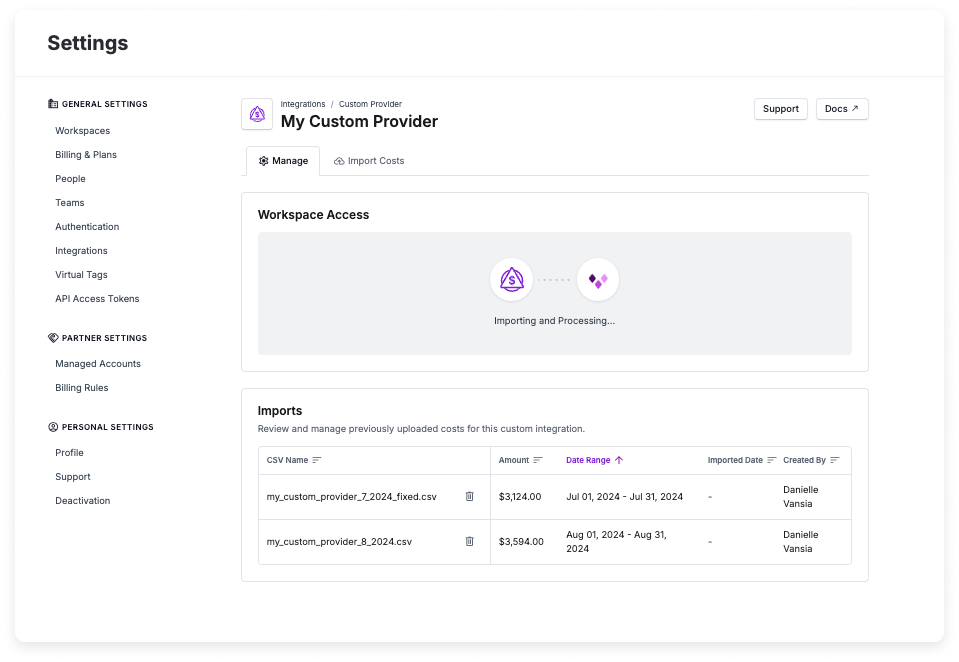 Settings
GENERAL SETTINGS
Workspaces
Billing & Plans
People
Teams
Authentication
Integrations
Virtual Tags
API Access Tokens
PARTNER SETTINGS
Managed Accounts
Billing Rules
PERSONAL SETTINGS
Profile
Support
Deactivation
Integrations / Custom Provider
My Custom Provider
Support Docs ↗
Manage Import Costs
Workspace Access
Importing and Processing...
Imports
Review and manage previously uploaded costs for this custom integration.
CSV Name Amount Date Range ↑ Imported Date Created By
my_custom_provider_7_2024_fixed.csv $3,124.00 Jul 01, 2024 - Jul 31, 2024 - Danielle
Vansia
my_custom_provider_8_2024.csv $3,594.00 Aug 01, 2024 - Aug 31, - Danielle
2024 Vansia